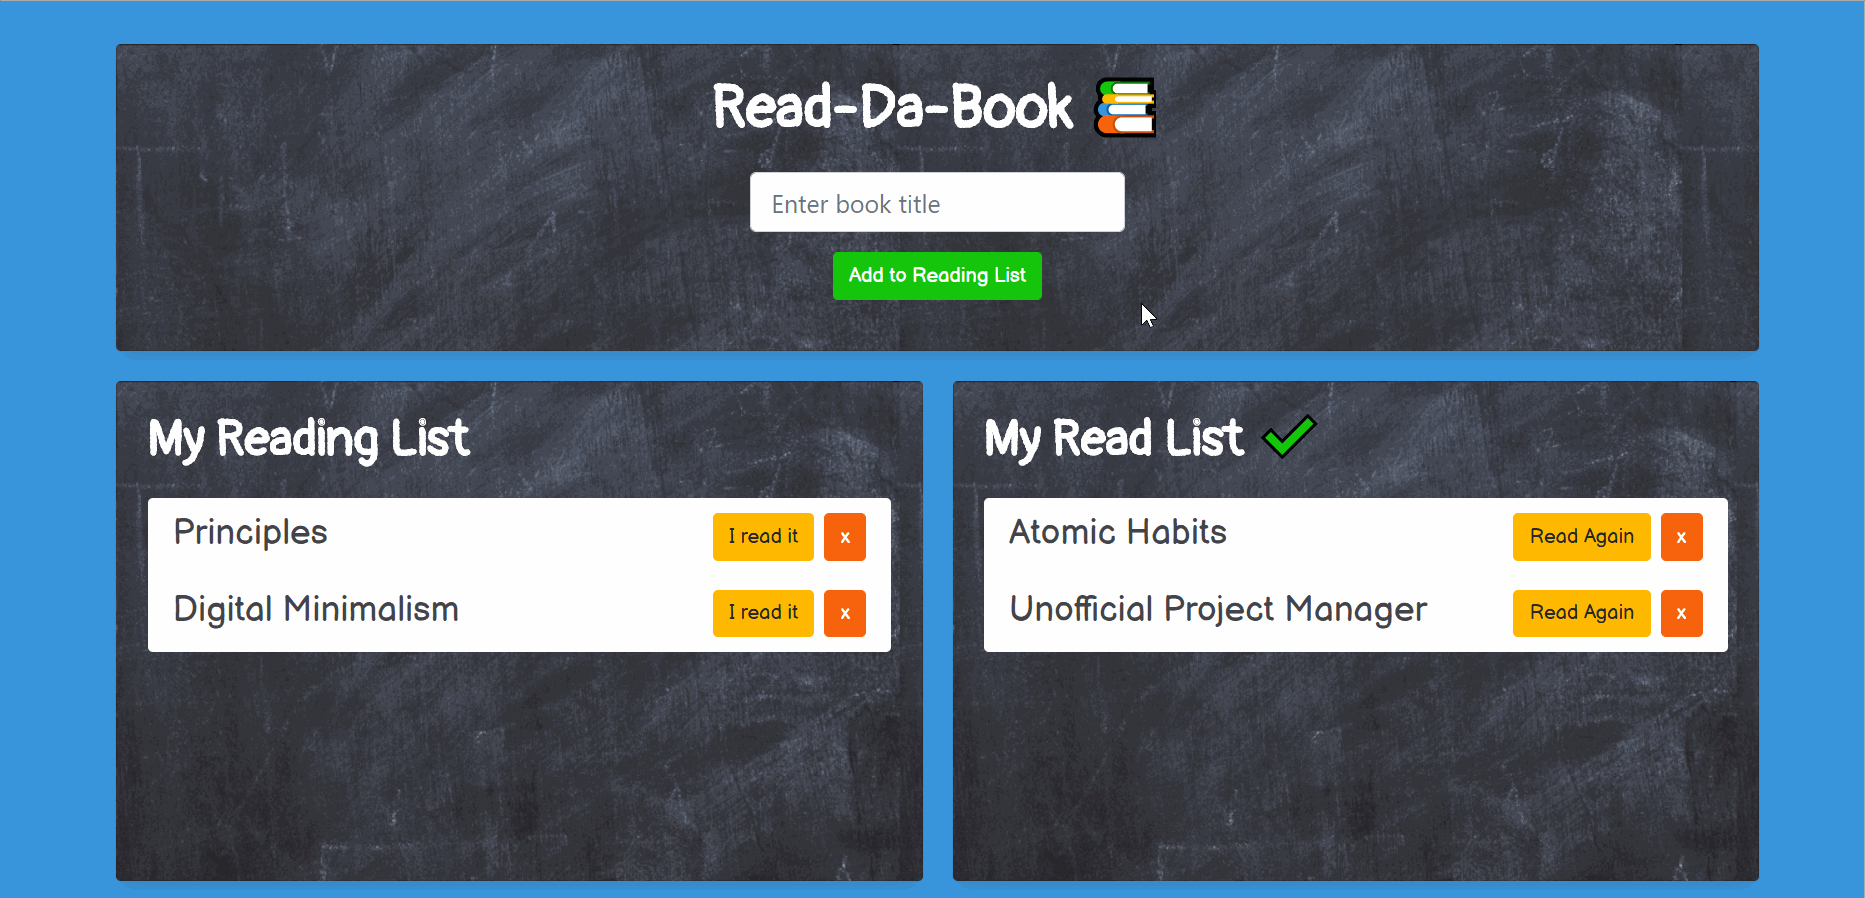 Read-Da-Book
Enter book title
Add to Reading List
My Reading List
Principles I read it x
Digital Minimalism I read it x
My Read List
Atomic Habits Read Again x
Unofficial Project Manager Read Again x